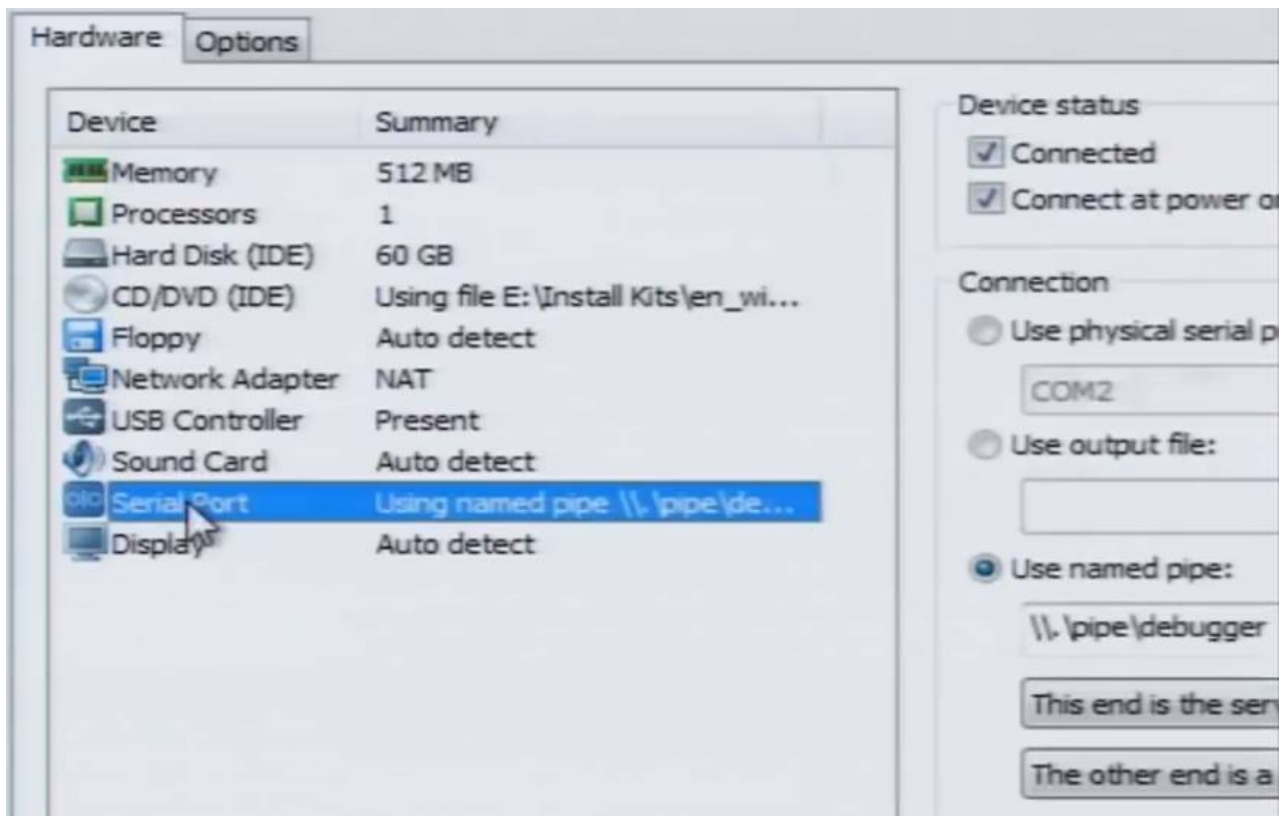 Hardware
Options
Device Summary
Memory 512 MB
Processors 1
Hard Disk (IDE) 60 GB
CD/DVD (IDE) Using file E:\Install Kits\en_wi...
Floppy Auto detect
Network Adapter NAT
USB Controller Present
Sound Card Auto detect
Serial Port Using named pipe \\.\pipe\de...
Display Auto detect
Device status
Connected
Connect at power on
Connection
Use physical serial p
COM2
Use output file:
Use named pipe:
\\.\pipe\debugger
This end is the serv
The other end is a